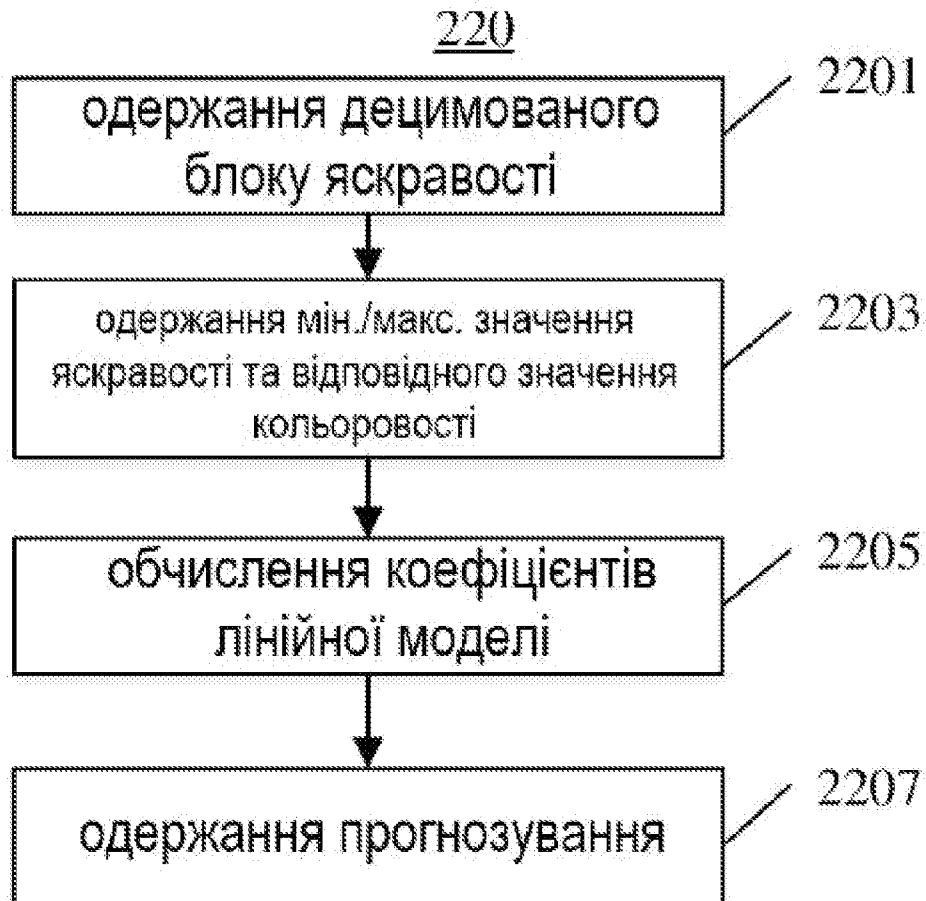 220
одержання децимованого
блоку яскравості
2201
одержання мін./макс. значення
яскравості та відповідного значення
кольоровості
2203
обчислення коефіцієнтів
лінійної моделі
2205
одержання прогнозування
2207